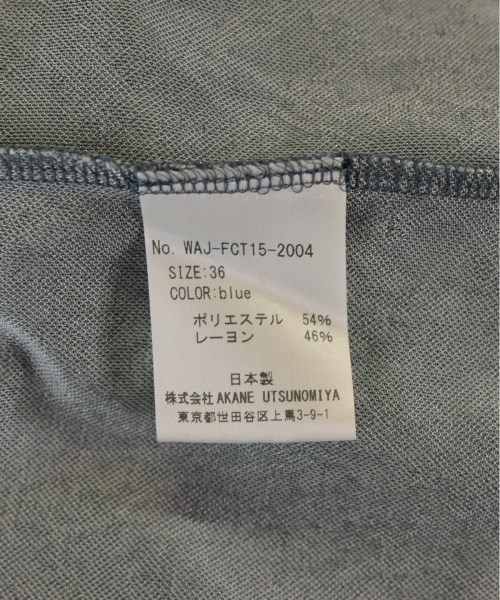 No. WAJ-FCT15-2004
SIZE:36
COLOR:blue
ポリエステル 54%
レーヨン 46%
日本製
株式会社AKANE UTSUNOMIYA
東京都世田谷区上馬3-9-1